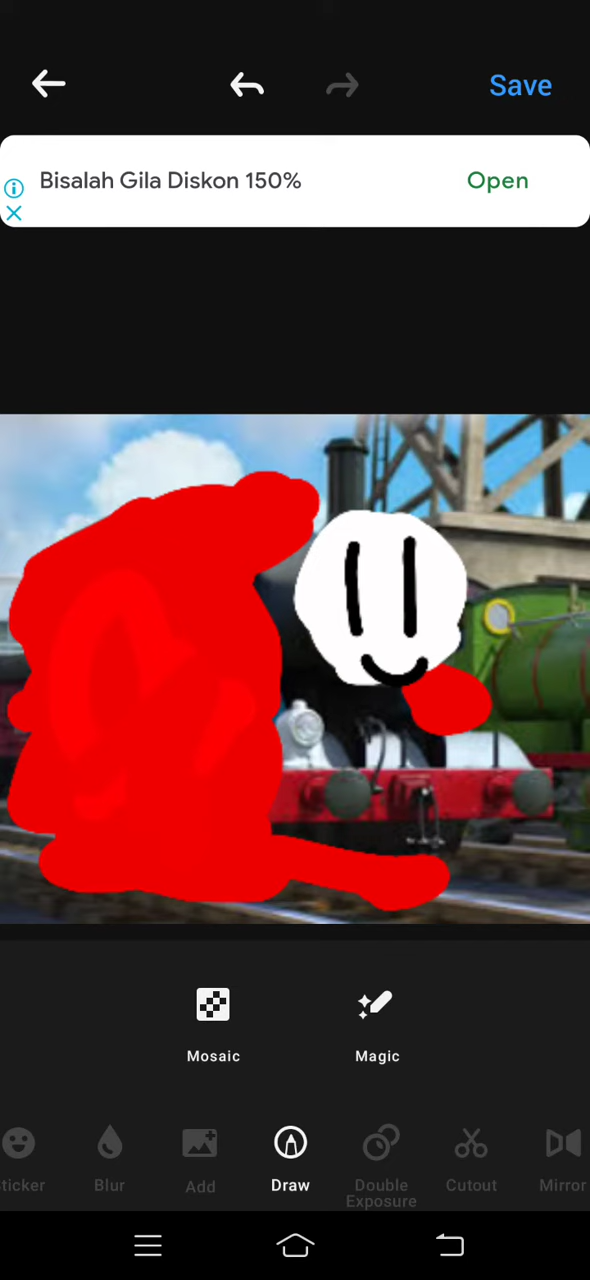 Save
Bisalah Gila Diskon 150%
Open
Mosaic
Magic
ticker
Blur
Add
Draw
Double
Exposure
Cutout
Mirror